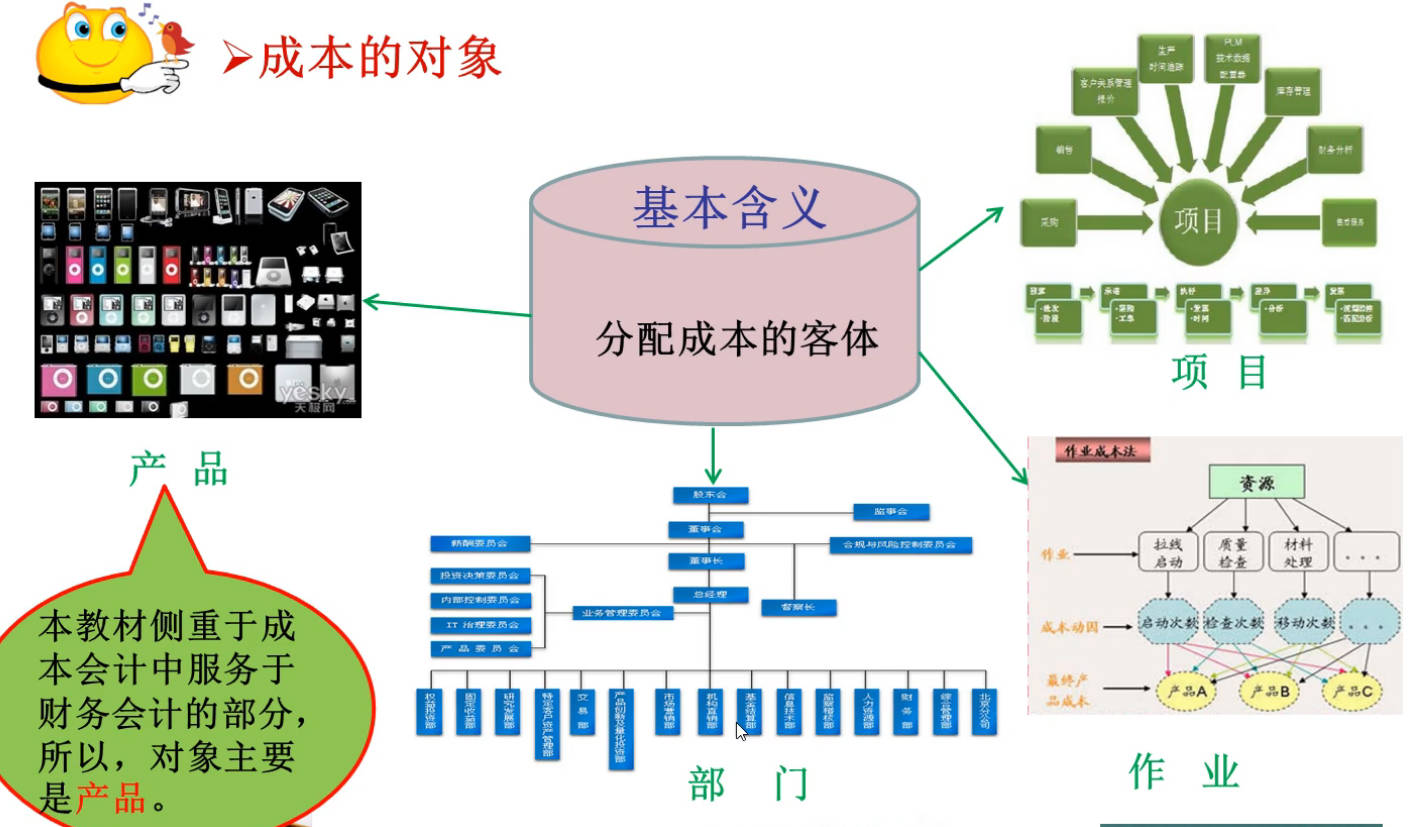 ➢成本的对象
基本含义
分配成本的客体
yesky
天极网
产 品
本教材侧重于成
本会计中服务于
财务会计的部分，
所以，对象主要
是产品。
生产
时间追踪
PLM
技术数据
配置器
客户关系管理
报价
库存管理
销售
财务分析
采购
项目
售后服务
项 目
股东会
监事会
董事会
薪酬委员会
合规与风险控制委员会
董事长
投资决策委员会
总经理
内部控制委员会
督察长
业务管理委员会
IT 治理委员会
产品委员会
权益投资部
固定收益部
研究发展部
特定客户资产管理部
交易部
产品创新及量化投资部
市场营销部
机构直销部
基金结算部
信息技术部
监察稽核部
人力资源部
财务部
综合管理部
北京分公司
部 门
作业成本法
资源
作业
拉线
启动
质量
检查
材料
处理
...
成本动因
启动次数
检查次数
移动次数
...
最终产
品成本
产品A
产品B
产品C
作 业